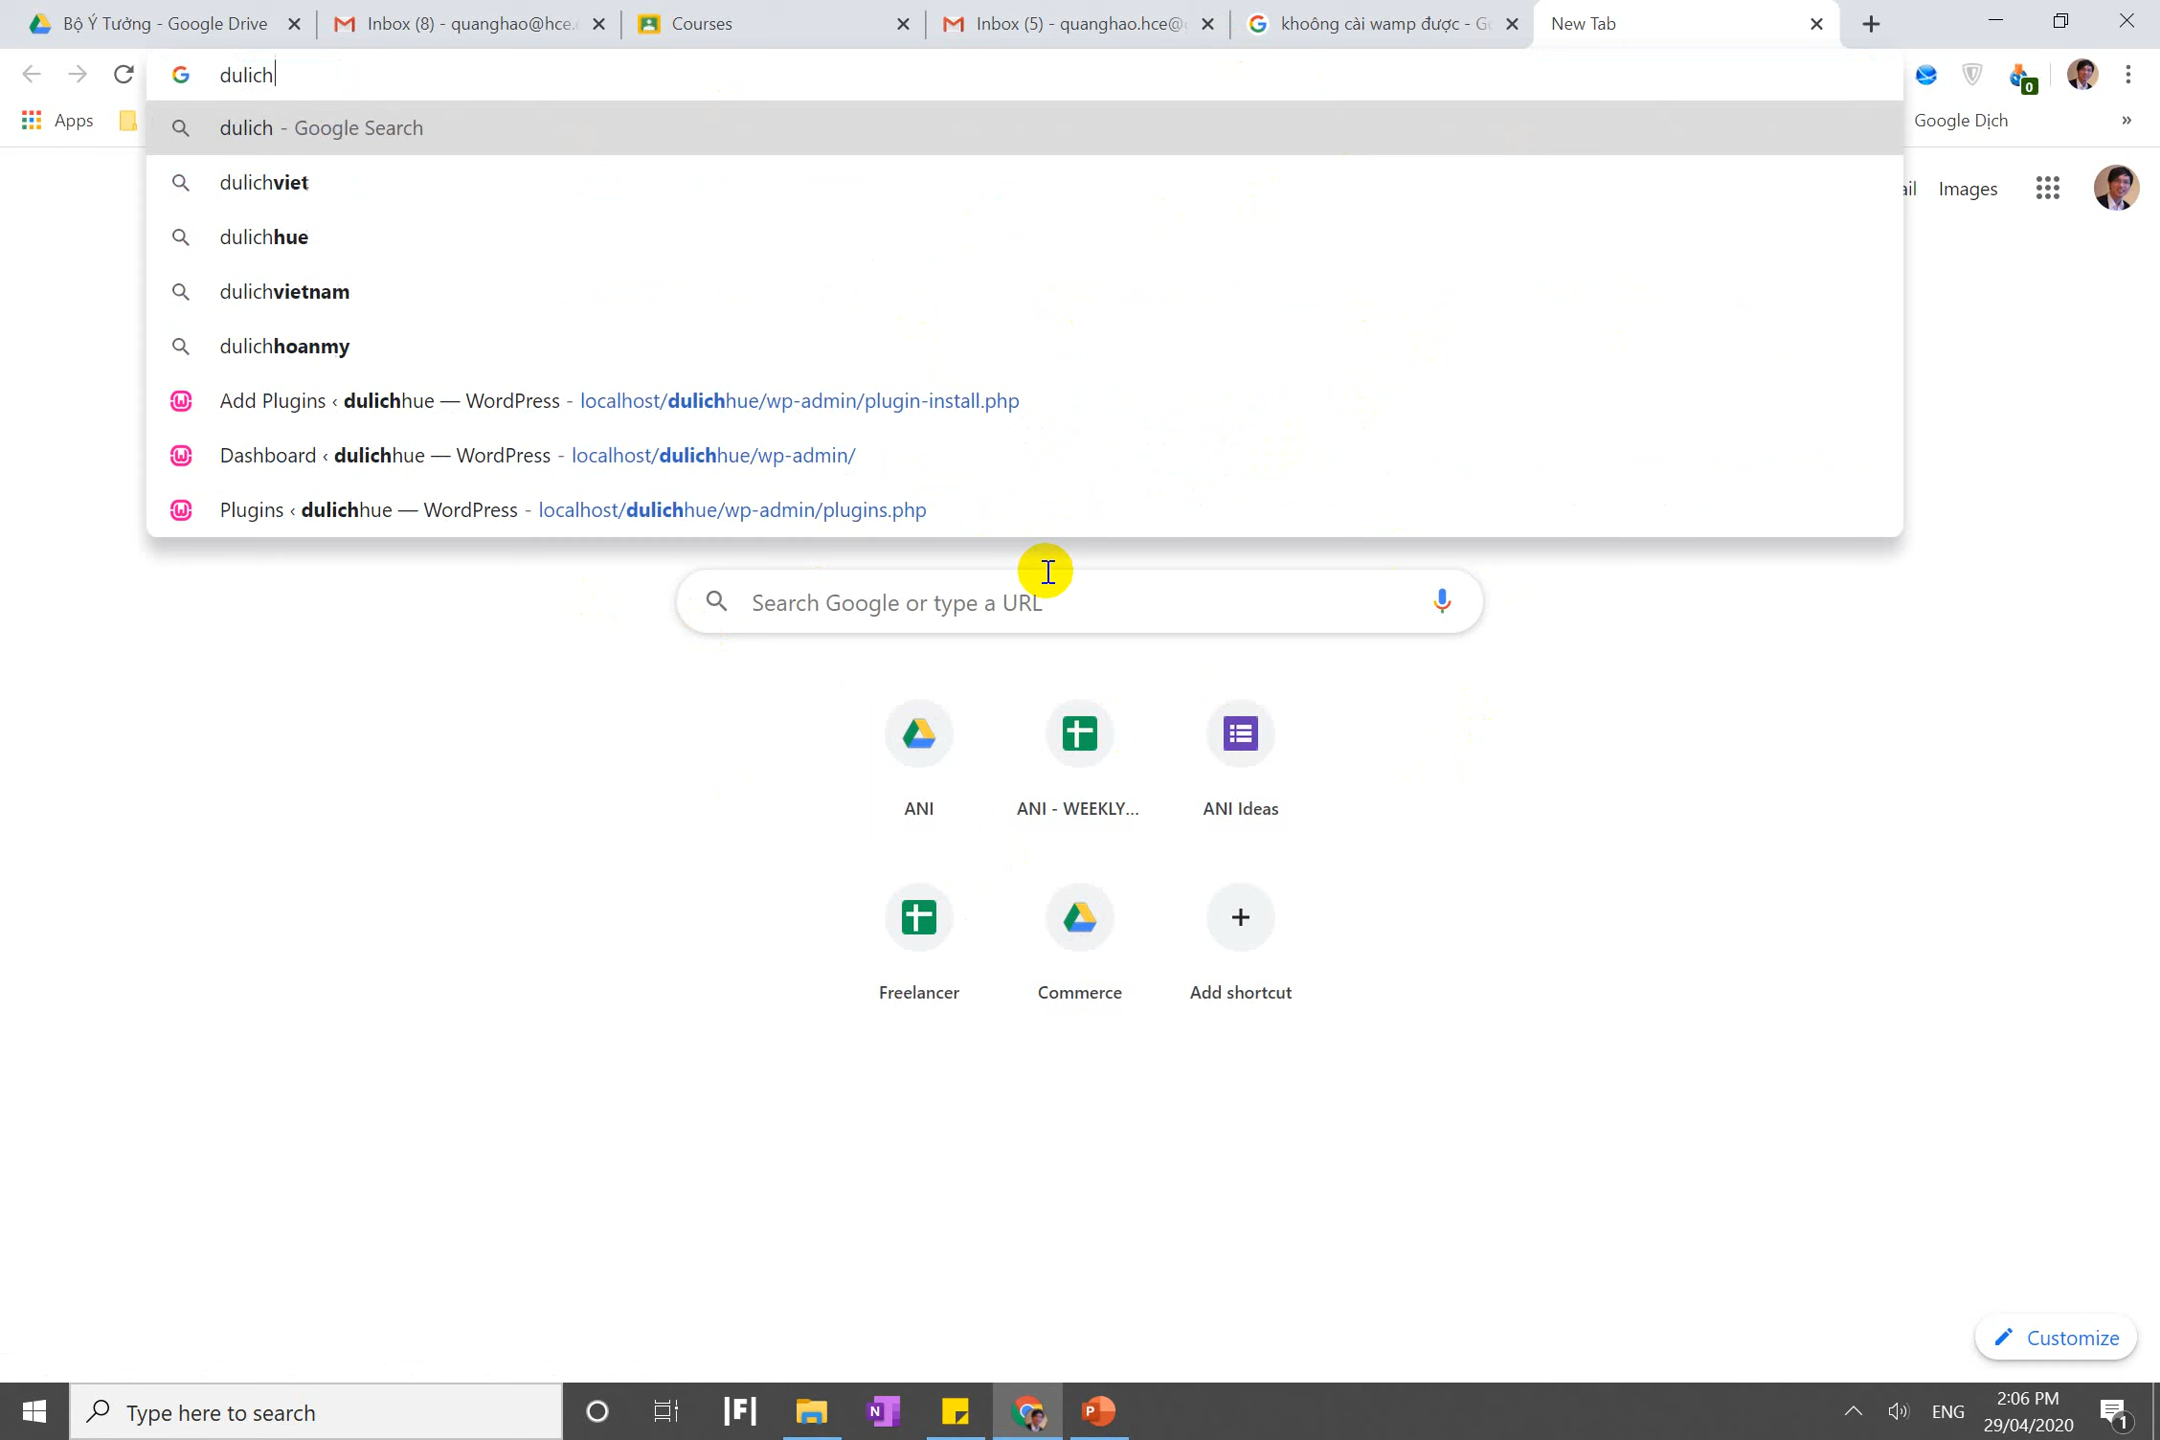 Bộ Ý Tưởng - Google Drive
Inbox (8) - quanghao@hce.
Courses
Inbox (5) - quanghao.hce@
khoông cài wamp được - Go
New Tab
dulich
0
Apps
Google Dịch
»
dulich - Google Search
dulichviet
dulichhue
dulichvietnam
dulichhoanmy
Add Plugins ‹ dulichhue — WordPress - localhost/dulichhue/wp-admin/plugin-install.php
Dashboard ‹ dulichhue — WordPress - localhost/dulichhue/wp-admin/
Plugins ‹ dulichhue — WordPress - localhost/dulichhue/wp-admin/plugins.php
ail
Images
Search Google or type a URL
ANI
ANI - WEEKLY...
ANI Ideas
Freelancer
Commerce
Add shortcut
Customize
Type here to search
|F|
N
P
ENG
2:06 PM
29/04/2020
1